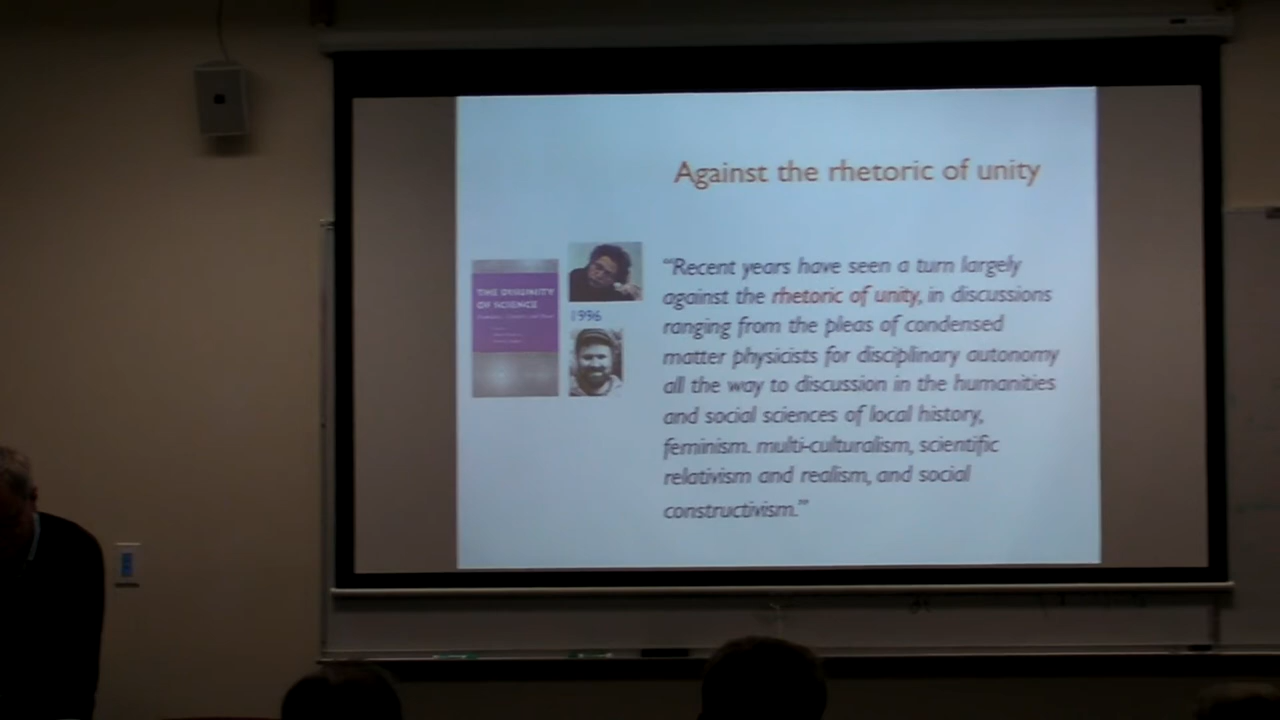 Against the rhetoric of unity
THE DISUNITY
OF SCIENCE
1996
“Recent years have seen a turn largely
against the rhetoric of unity, in discussions
ranging from the pleas of condensed
matter physicists for disciplinary autonomy
all the way to discussion in the humanities
and social sciences of local history,
feminism. multi-culturalism, scientific
relativism and realism, and social
constructivism.”